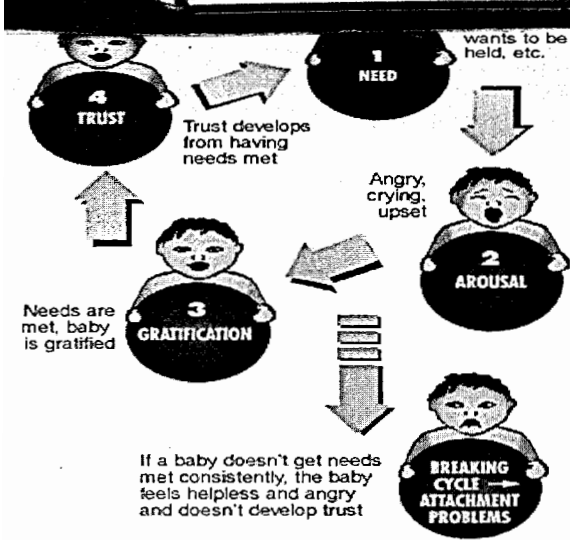 wants to be
held, etc.
1
NEED
4
TRUST
Trust develops
from having
needs met
Angry,
crying,
upset
2
AROUSAL
3
GRATIFICATION
Needs are
met, baby
is gratified
If a baby doesn't get needs
met consistently, the baby
feels helpless and angry
and doesn't develop trust
BREAKING
CYCLE →
ATTACHMENT
PROBLEMS